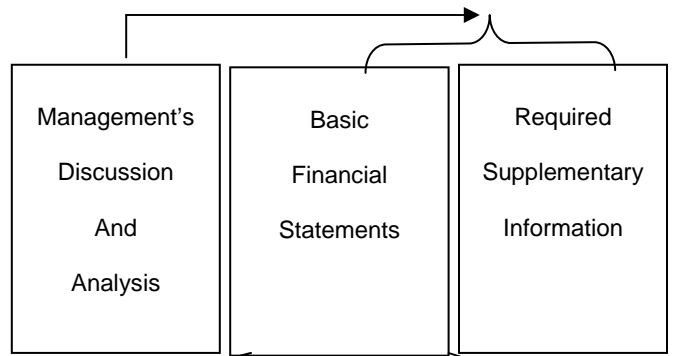 Management’s
Discussion
And
Analysis
Basic
Financial
Statements
Required
Supplementary
Information